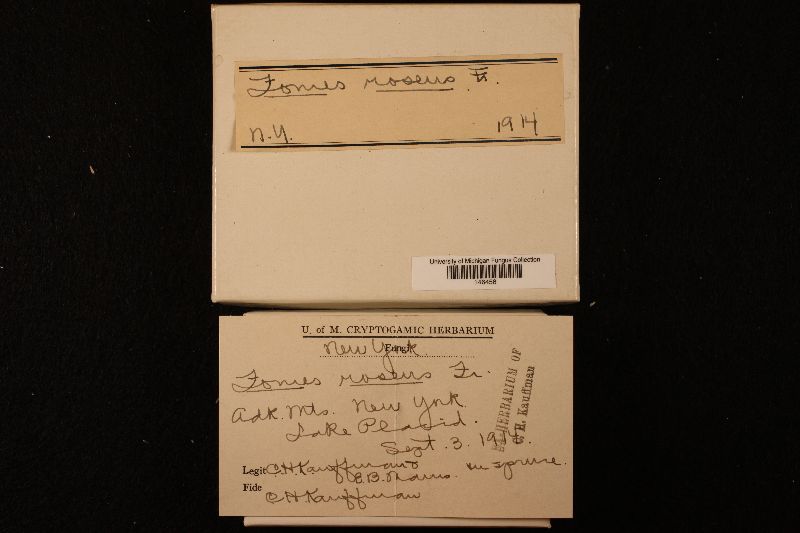 Fomes roseus Fr.
N.Y. 1914
University of Michigan Fungus Collection
U. of M. CRYPTOGAMIC HERBARIUM
Fungi
New York.
Fomes roseus Fr.
Adk. Mts. New York.
Lake Placid.
Sept. 3. 1914.
HERBARIUM OF
C. H. Kauffman
Legit C.H. Kauffman on spruce.
Fide C H Kauffman